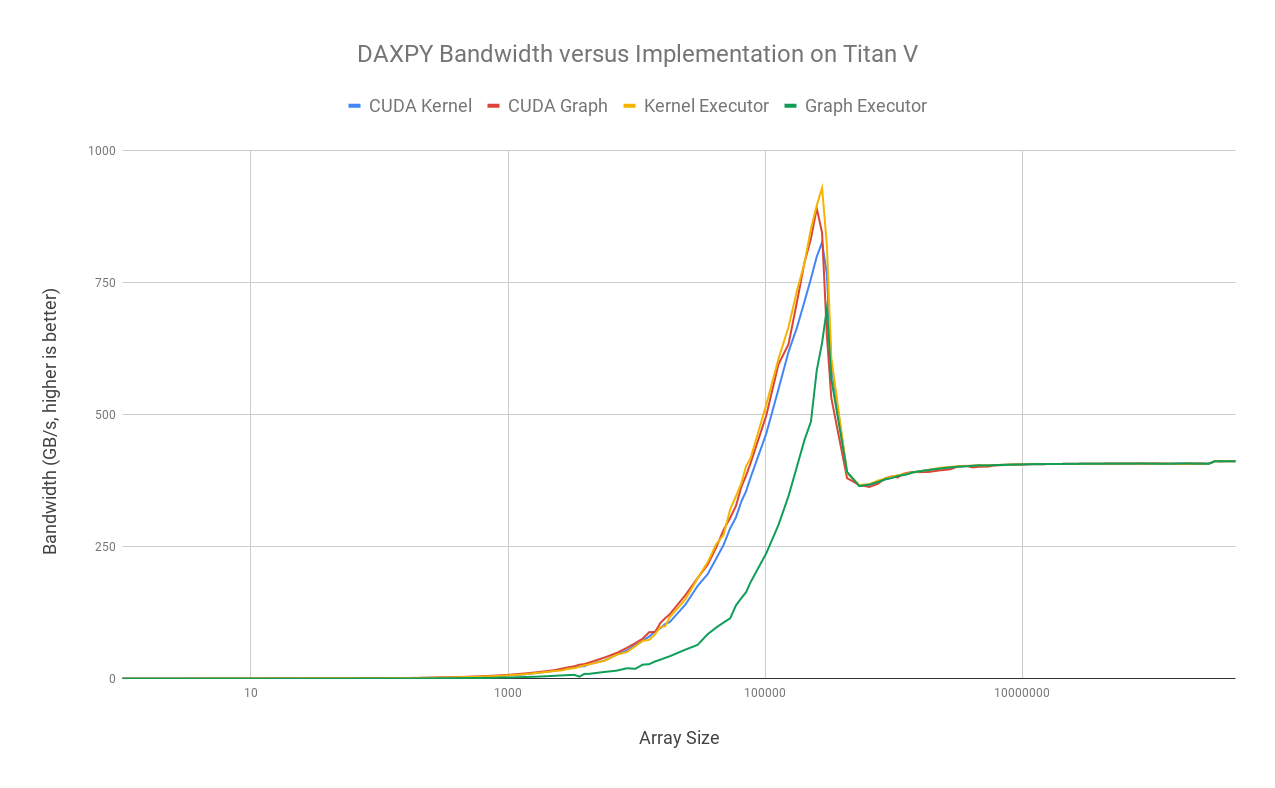 DAXPY Bandwidth versus Implementation on Titan V
CUDA Kernel CUDA Graph Kernel Executor Graph Executor
Bandwidth (GB/s, higher is better)
1000
750
500
250
0
10 1000 100000 10000000
Array Size